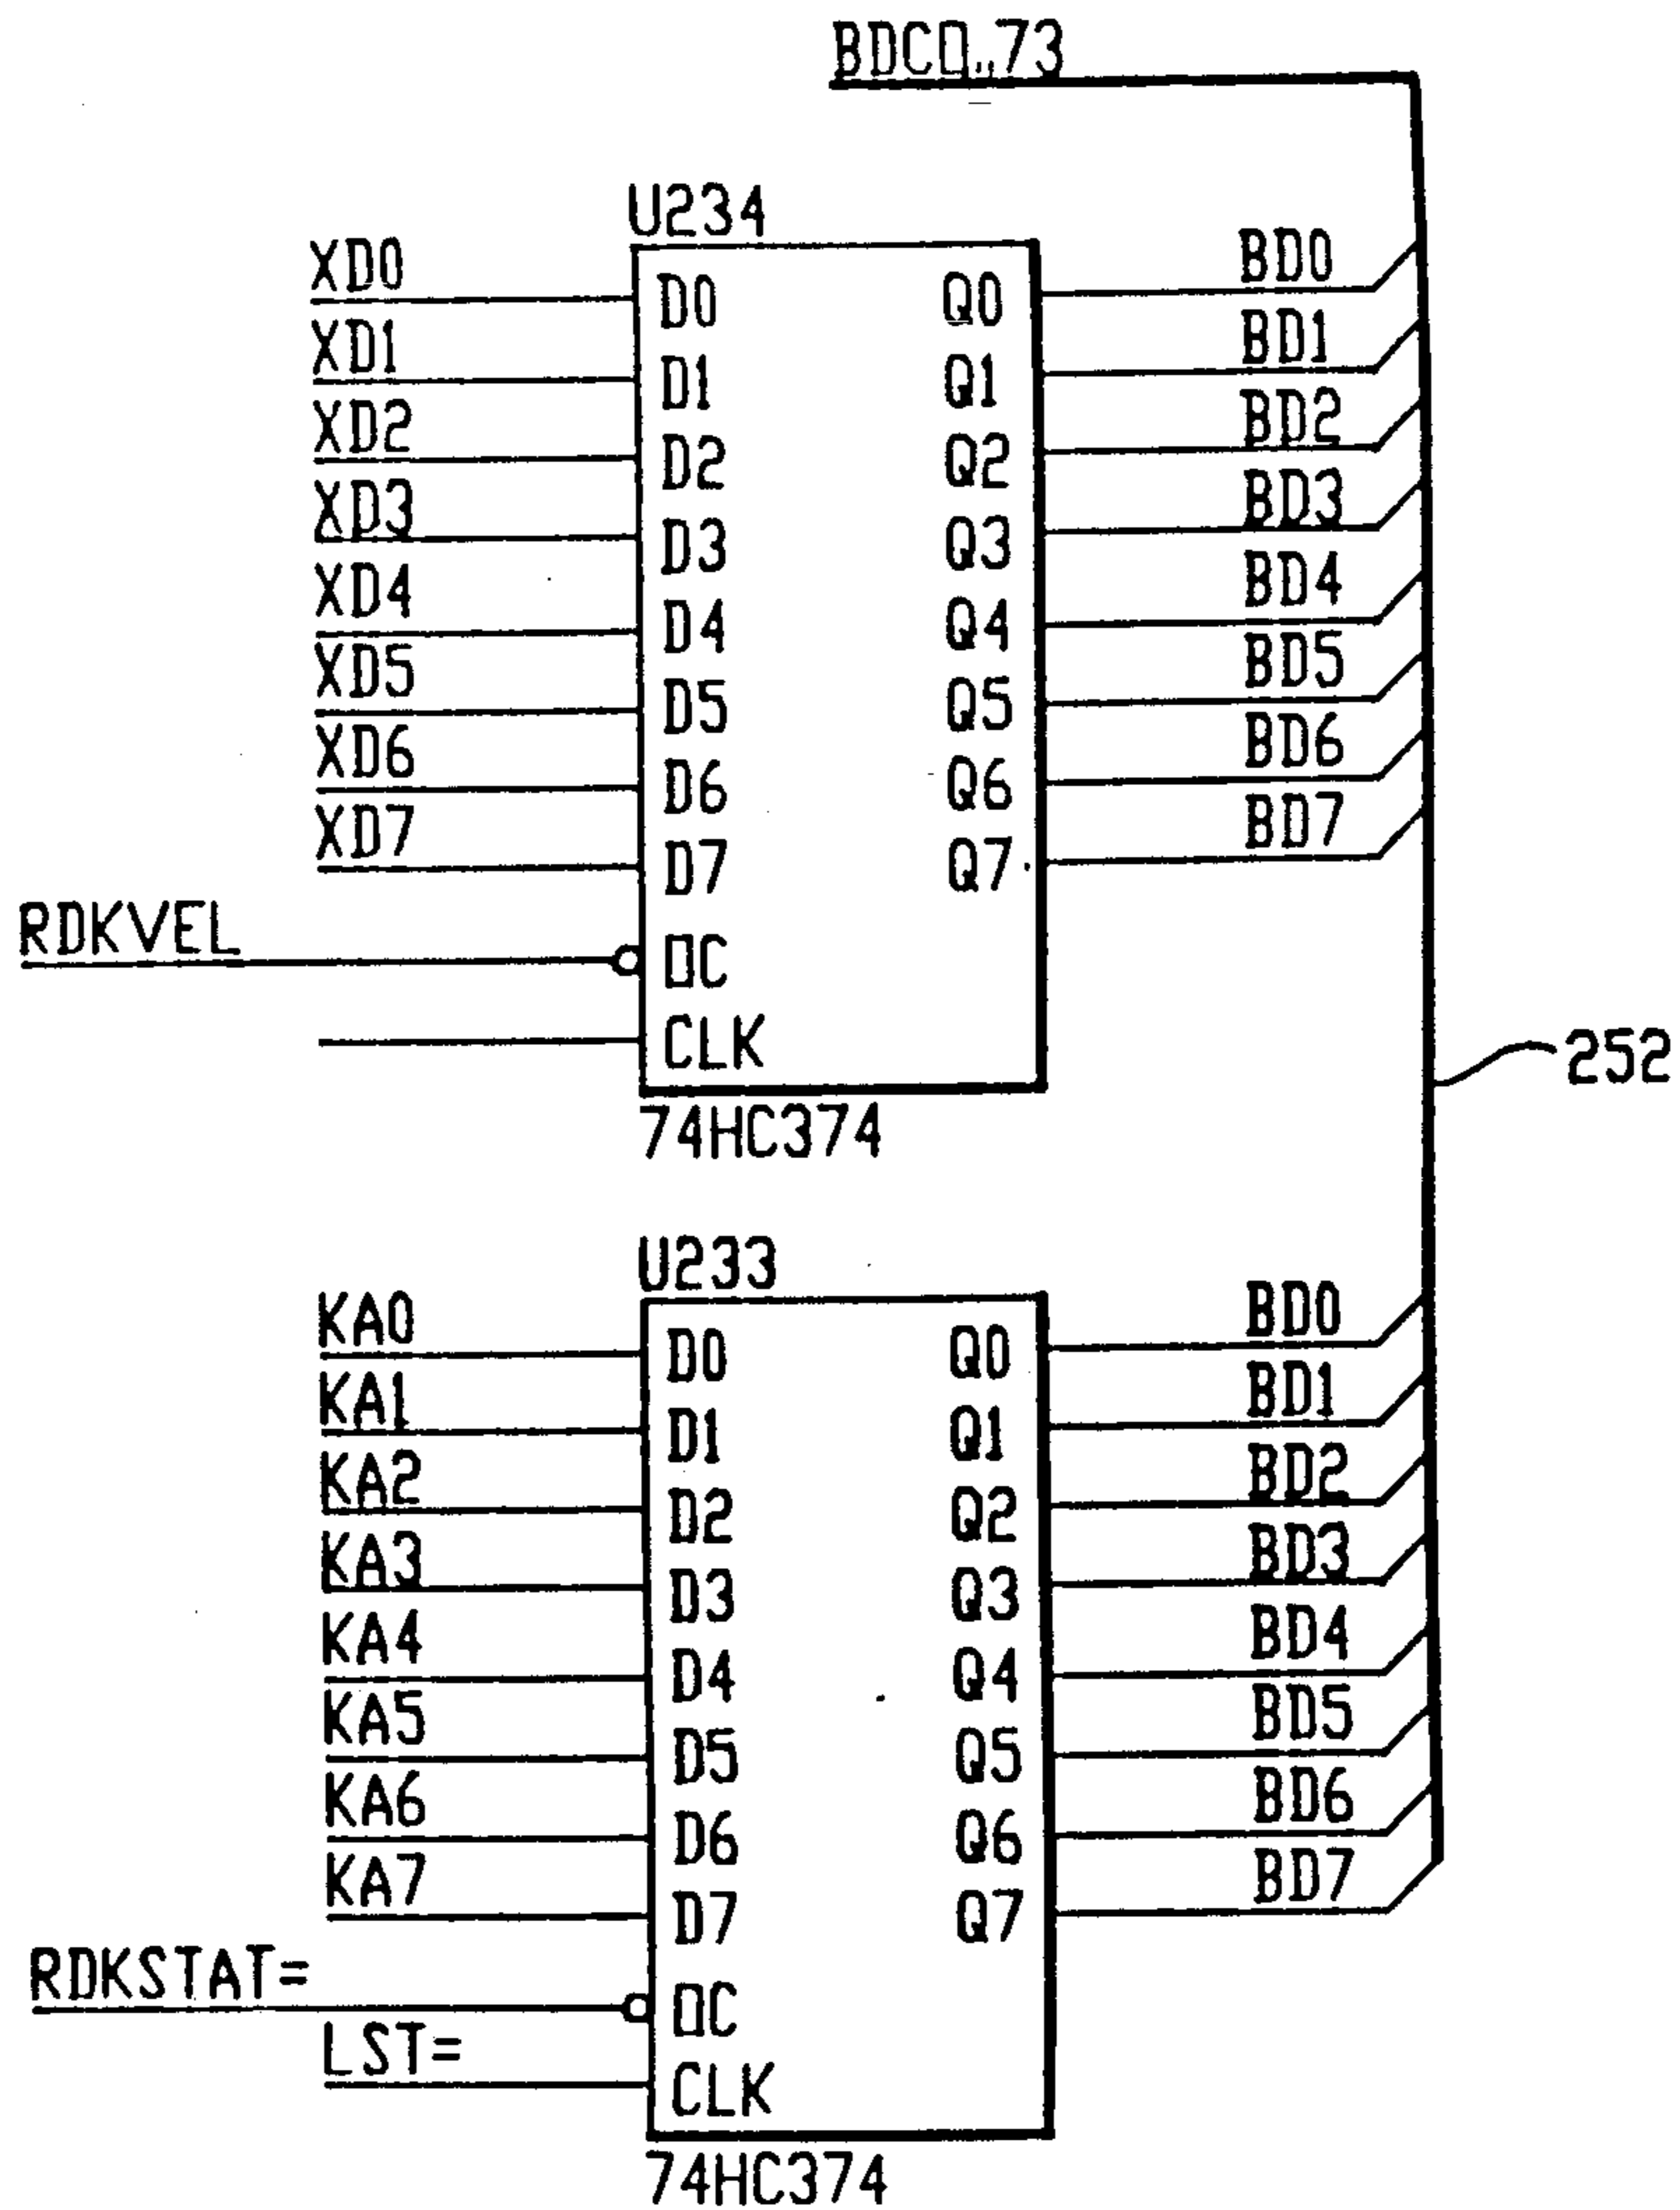 BDC0..73
U234
XD0 D0 Q0 BD0
XD1 D1 Q1 BD1
XD2 D2 Q2 BD2
XD3 D3 Q3 BD3
XD4 D4 Q4 BD4
XD5 D5 Q5 BD5
XD6 D6 Q6 BD6
XD7 D7 Q7 BD7
RDKVEL OC
CLK
252
74HC374
U233
KA0 D0 Q0 BD0
KA1 D1 Q1 BD1
KA2 D2 Q2 BD2
KA3 D3 Q3 BD3
KA4 D4 Q4 BD4
KA5 D5 Q5 BD5
KA6 D6 Q6 BD6
KA7 D7 Q7 BD7
RDKSTAT= OC
LST= CLK
74HC374